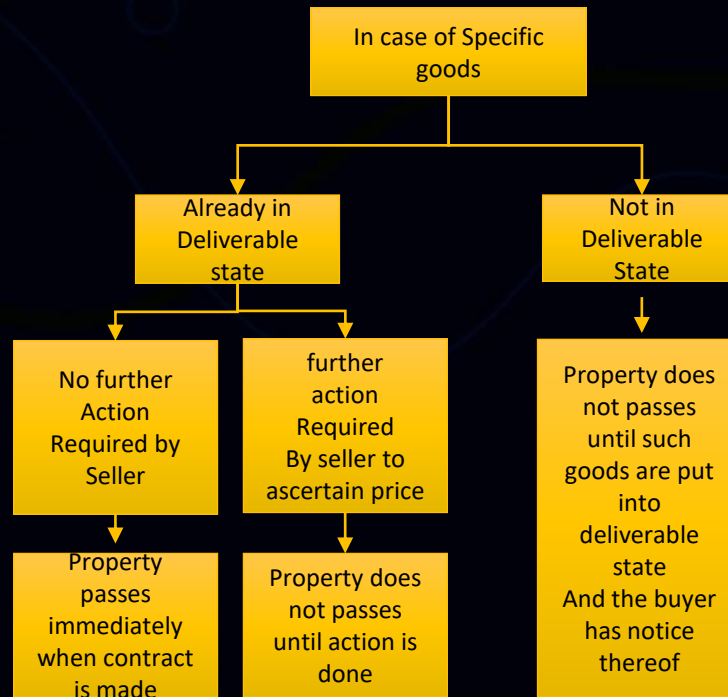 In case of Specific
goods
Already in
Deliverable
state
Not in
Deliverable
State
No further
Action
Required by
Seller
further
action
Required
By seller to
ascertain price
Property does
not passes
until such
goods are put
into
deliverable
state
And the buyer
has notice
thereof
Property
passes
immediately
when contract
is made
Property does
not passes
until action is
done